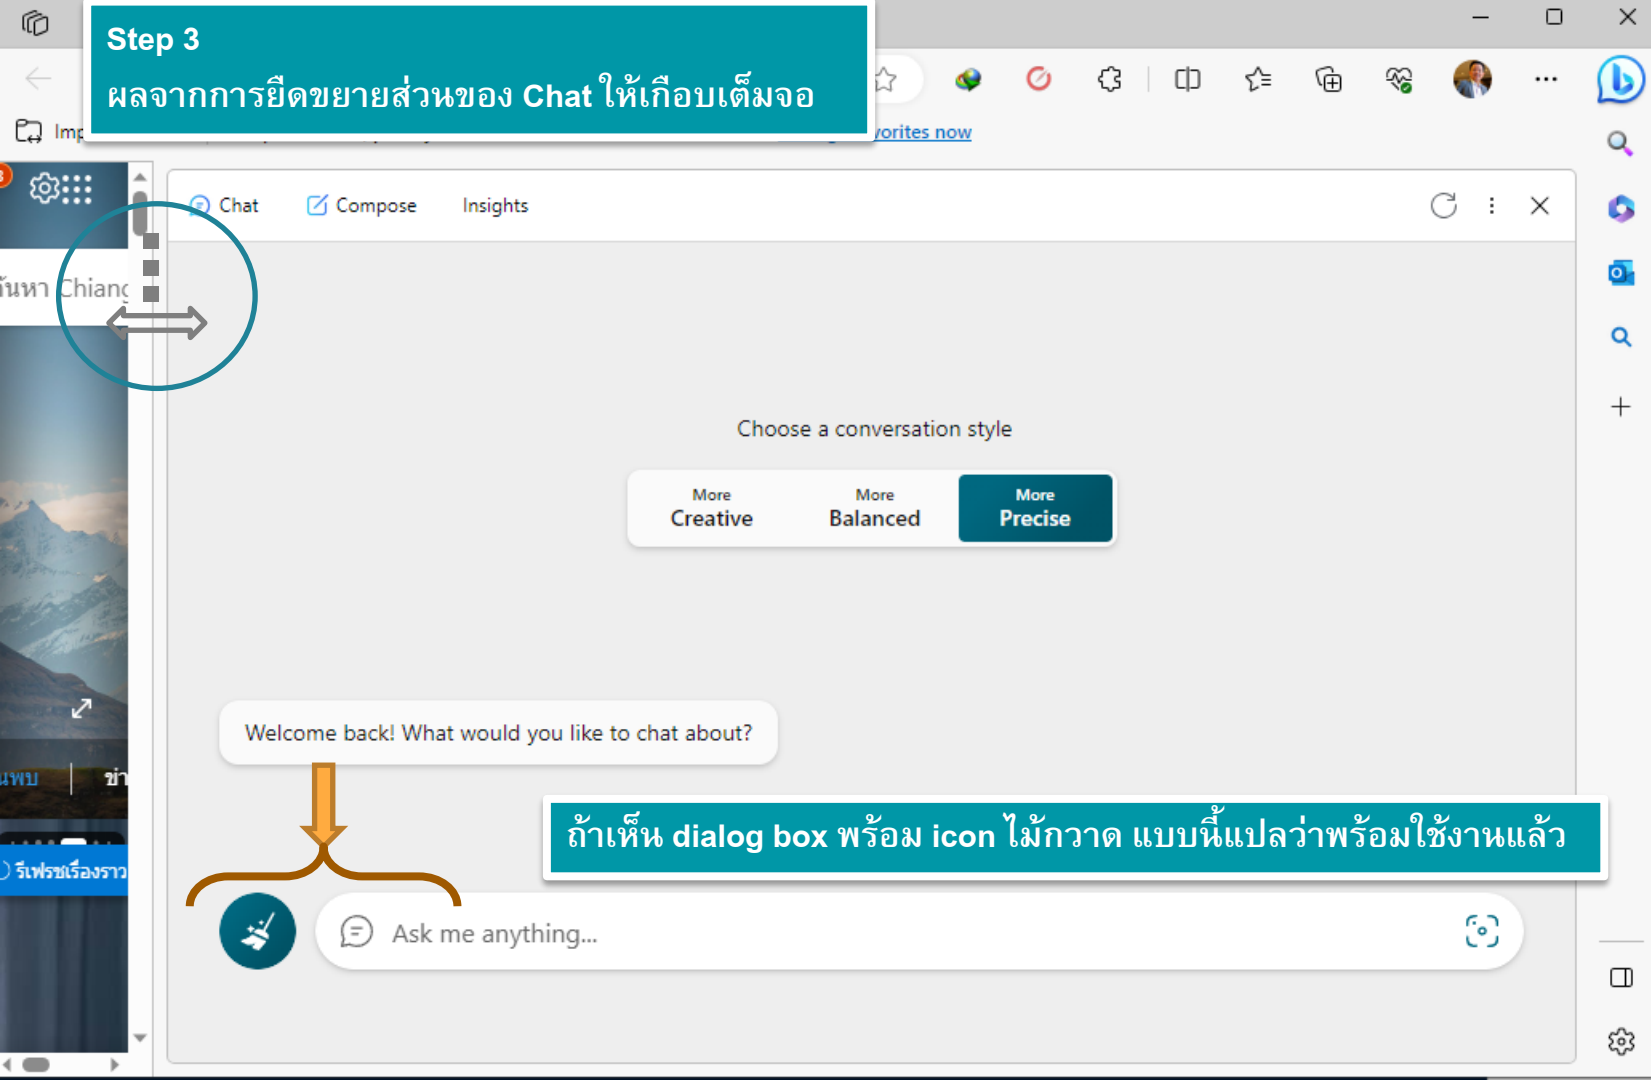 Step 3
ผลจากการยืดขยายส่วนของ Chat ให้เกือบเต็มจอ
vorites now
Chat
Compose
Insights
Chiang
Choose a conversation style
More
Creative
More
Balanced
More
Precise
Welcome back! What would you like to chat about?
ถ้าเห็น dialog box พร้อม icon ไม้กวาด แบบนี้แปลว่าพร้อมใช้งานแล้ว
รีเฟรชเรื่องราว
Ask me anything...